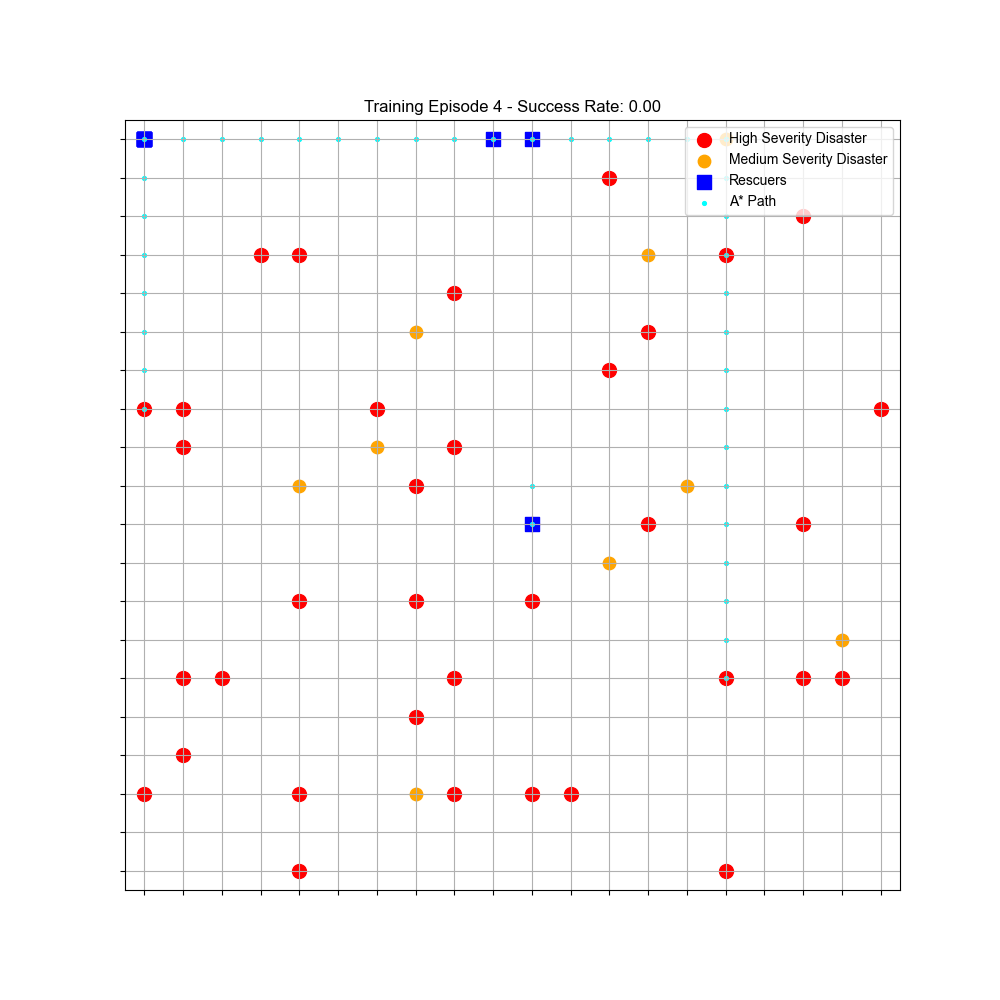 Training Episode 4 - Success Rate: 0.00
High Severity Disaster
Medium Severity Disaster
Rescuers
A* Path